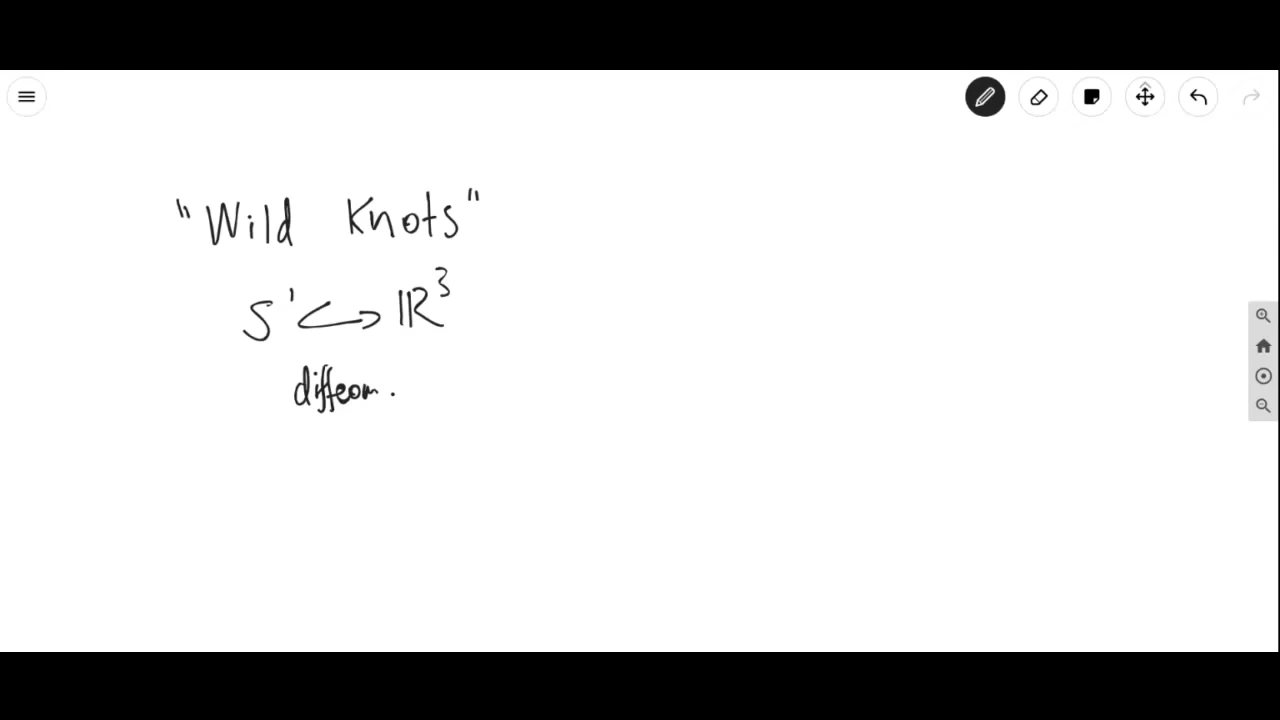 "Wild Knots"
S¹ ↪ ℝ³
diffeom.